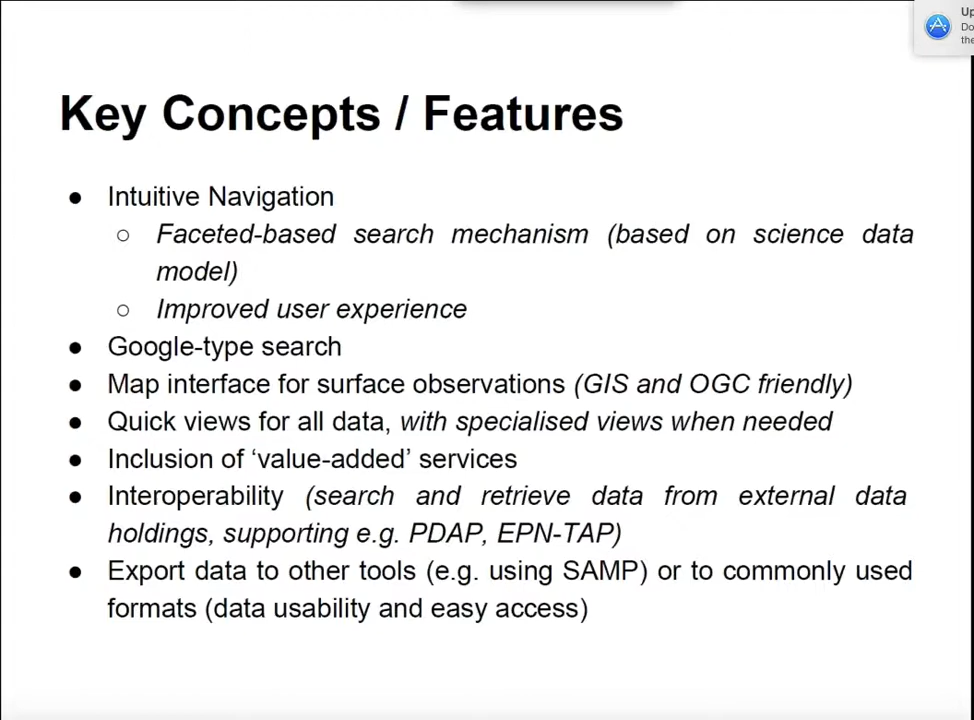 Up
Do
the
Key Concepts / Features
● Intuitive Navigation
○ Faceted-based search mechanism (based on science data
model)
○ Improved user experience
● Google-type search
● Map interface for surface observations (GIS and OGC friendly)
● Quick views for all data, with specialised views when needed
● Inclusion of ‘value-added’ services
● Interoperability (search and retrieve data from external data
holdings, supporting e.g. PDAP, EPN-TAP)
● Export data to other tools (e.g. using SAMP) or to commonly used
formats (data usability and easy access)